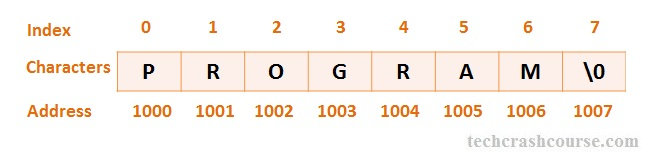 Index 0 1 2 3 4 5 6 7
Characters P R O G R A M \0
Address 1000 1001 1002 1003 1004 1005 1006 1007
techcrashcourse.com